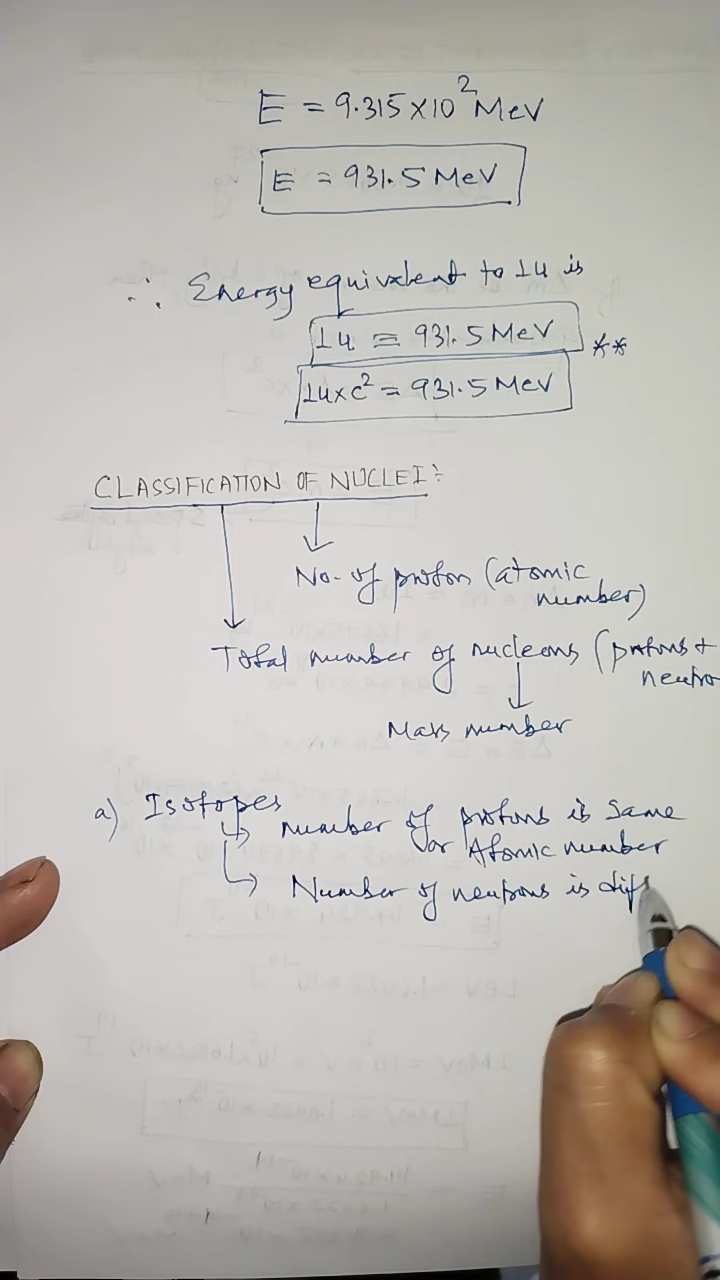 E = 9.315×10² MeV
E = 931.5 MeV
∴ Energy equivalent to 1u is
1u ≅ 931.5 MeV **
1u×c² = 931.5 MeV
CLASSIFICATION OF NUCLEI:
No. of proton (atomic
number)
Total number of nucleons (protons +
neutro
Mass number
a) Isotopes
number of protons is same
or Atomic number
Number of neutrons is diff